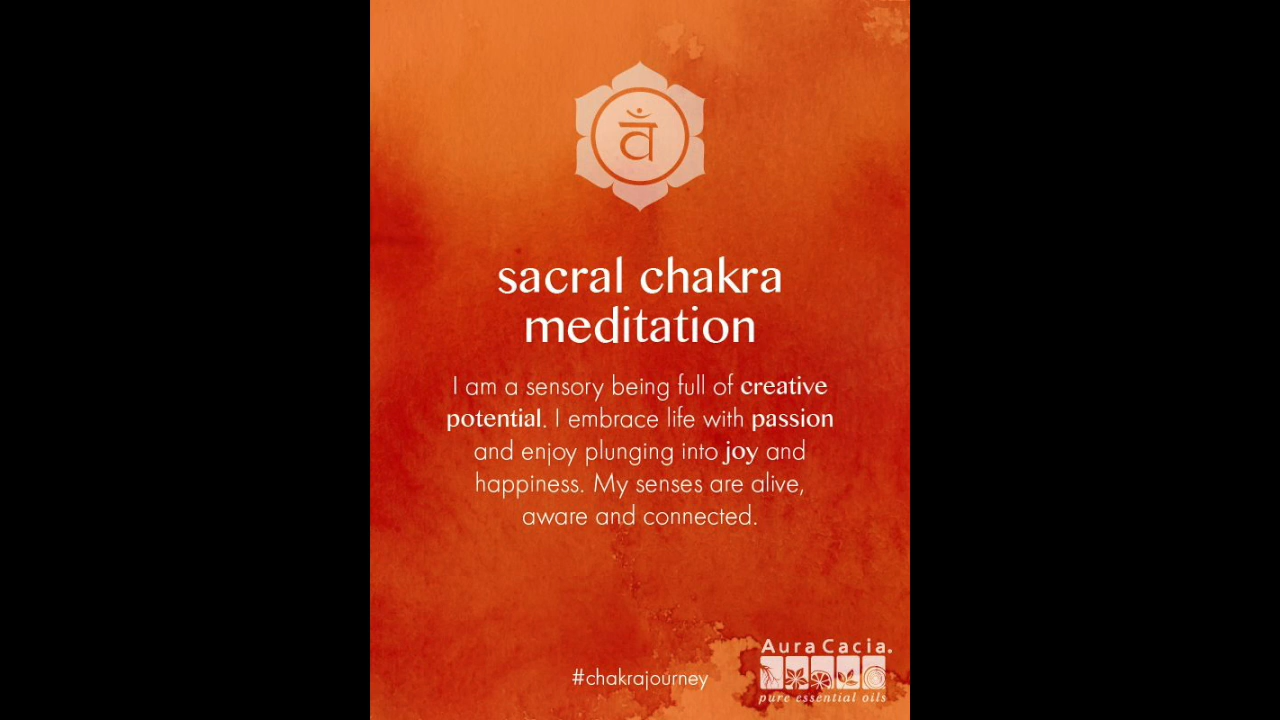 वँ
sacral chakra
meditation
I am a sensory being full of creative
potential. I embrace life with passion
and enjoy plunging into joy and
happiness. My senses are alive,
aware and connected.
#chakrajourney
Aura Cacia.
pure essential oils